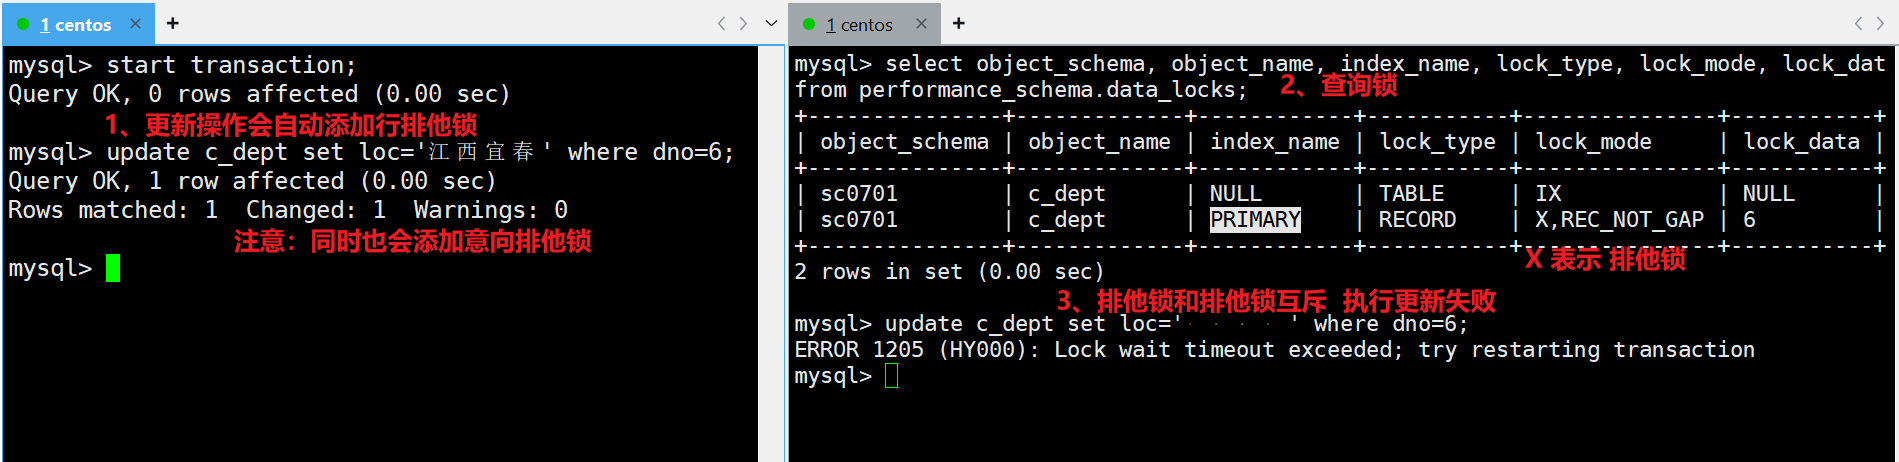 1 centos
mysql> start transaction;
Query OK, 0 rows affected (0.00 sec)
1、更新操作会自动添加行排他锁
mysql> update c_dept set loc='江西宜春' where dno=6;
Query OK, 1 row affected (0.00 sec)
Rows matched: 1  Changed: 1  Warnings: 0
注意：同时也会添加意向排他锁
mysql>
1 centos
mysql> select object_schema, object_name, index_name, lock_type, lock_mode, lock_dat
from performance_schema.data_locks;
2、查询锁
+---------------+-------------+------------+-----------+---------------+-----------+
| object_schema | object_name | index_name | lock_type | lock_mode     | lock_data |
+---------------+-------------+------------+-----------+---------------+-----------+
| sc0701        | c_dept      | NULL       | TABLE     | IX            | NULL      |
| sc0701        | c_dept      | PRIMARY    | RECORD    | X,REC_NOT_GAP | 6         |
+---------------+-------------+------------+-----------+---------------+-----------+
X 表示 排他锁
2 rows in set (0.00 sec)
3、排他锁和排他锁互斥 执行更新失败
mysql> update c_dept set loc='····' where dno=6;
ERROR 1205 (HY000): Lock wait timeout exceeded; try restarting transaction
mysql>